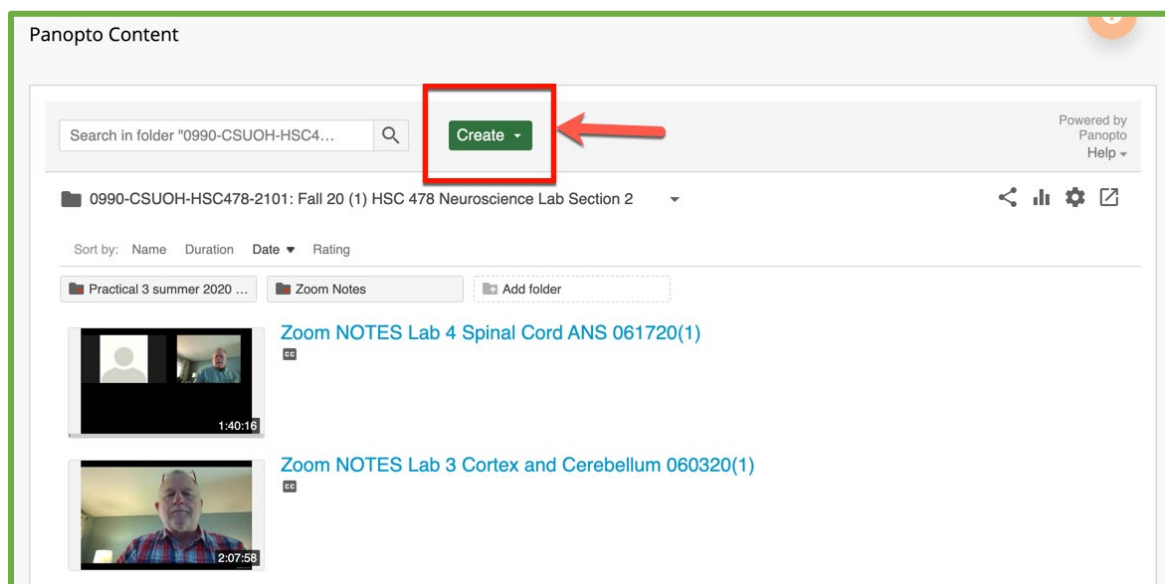 Panopto Content
Search in folder "0990-CSUOH-HSC4...
Create
Powered by
Panopto
Help
0990-CSUOH-HSC478-2101: Fall 20 (1) HSC 478 Neuroscience Lab Section 2
Sort by: Name Duration Date Rating
Practical 3 summer 2020 ...
Zoom Notes
Add folder
Zoom NOTES Lab 4 Spinal Cord ANS 061720(1)
CC
1:40:16
Zoom NOTES Lab 3 Cortex and Cerebellum 060320(1)
CC
2:07:58